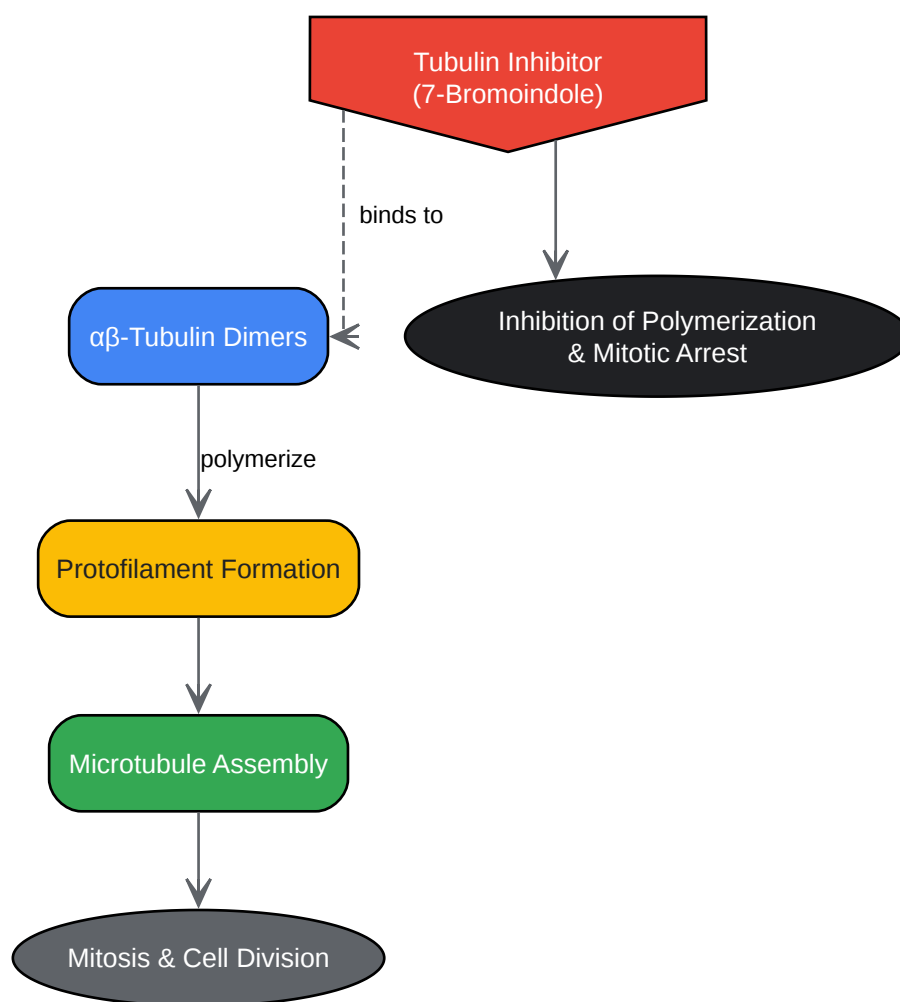 Tubulin Inhibitor
(7-Bromoindole)
binds to
Inhibition of Polymerization
& Mitotic Arrest
αβ-Tubulin Dimers
polymerize
Protofilament Formation
Microtubule Assembly
Mitosis & Cell Division